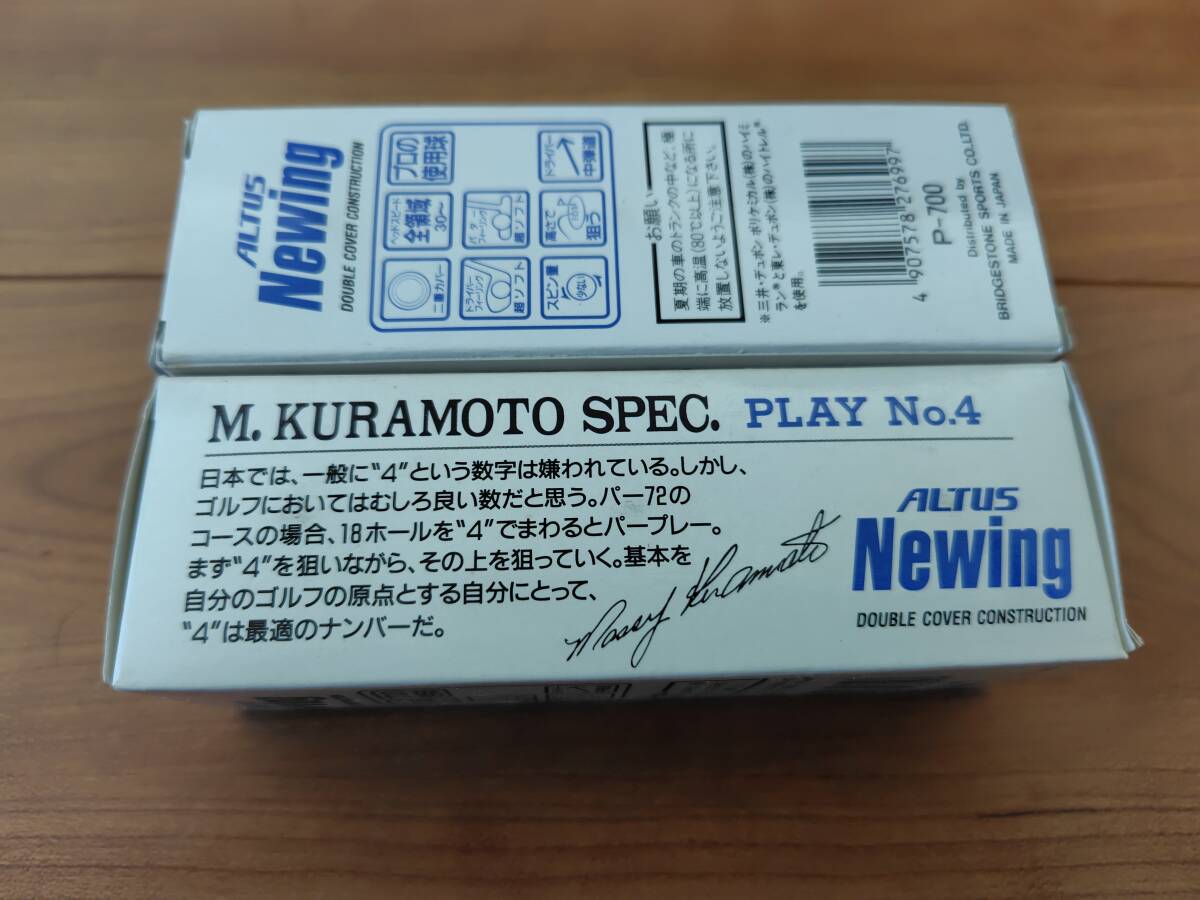 ALTUS
Newing
DOUBLE COVER CONSTRUCTION
プロの
使用球
ドライバー
中弾道
ヘッドスピード
全領域
30〜
パター
フィーリング
超ソフト
高さで
狙う
二重カバー
ドライバー
フィーリング
超ソフト
スピン量
少ない
お願い
夏期の車のトランクの中など、極
端に高温(80℃以上)になる所に
放置しないようご注意下さい。
※三井・デュポン ポリケミカル(株)のハイミ
ラン®と東レ・デュポン(株)のハイトレル®
を使用。
4 907578 276997
P-700
Distributed by
BRIDGESTONE SPORTS CO.,LTD.
MADE IN JAPAN
M. KURAMOTO SPEC. PLAY No.4
日本では、一般に“4”という数字は嫌われている。しかし、
ゴルフにおいてはむしろ良い数だと思う。パー72の
コースの場合、18ホールを“4”でまわるとパープレー。
まず“4”を狙いながら、その上を狙っていく。基本を
自分のゴルフの原点とする自分にとって、
“4”は最適のナンバーだ。
Massy Kuramoto
ALTUS
Newing
DOUBLE COVER CONSTRUCTION